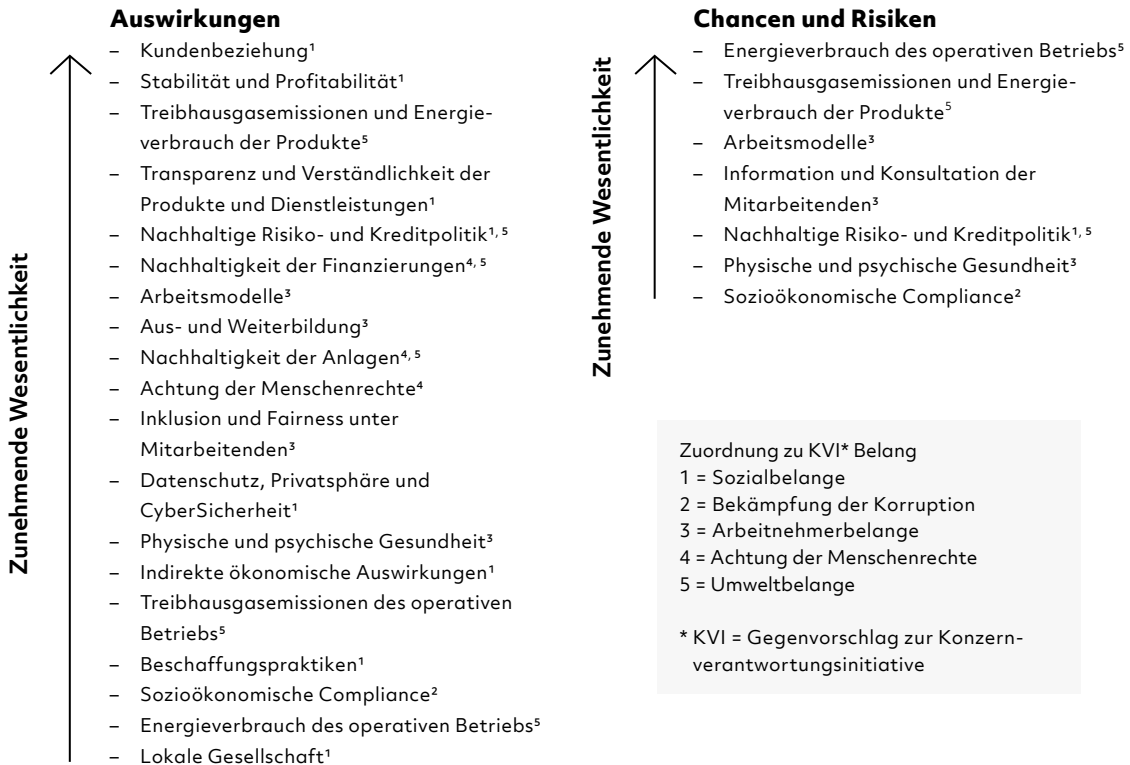 Auswirkungen
Zunehmende Wesentlichkeit
– Kundenbeziehung¹
– Stabilität und Profitabilität¹
– Treibhausgasemissionen und Energie-
verbrauch der Produkte⁵
– Transparenz und Verständlichkeit der
Produkte und Dienstleistungen¹
– Nachhaltige Risiko- und Kreditpolitik¹, ⁵
– Nachhaltigkeit der Finanzierungen⁴, ⁵
– Arbeitsmodelle³
– Aus- und Weiterbildung³
– Nachhaltigkeit der Anlagen⁴, ⁵
– Achtung der Menschenrechte⁴
– Inklusion und Fairness unter
Mitarbeitenden³
– Datenschutz, Privatsphäre und
CyberSicherheit¹
– Physische und psychische Gesundheit³
– Indirekte ökonomische Auswirkungen¹
– Treibhausgasemissionen des operativen
Betriebs⁵
– Beschaffungspraktiken¹
– Sozioökonomische Compliance²
– Energieverbrauch des operativen Betriebs⁵
– Lokale Gesellschaft¹
Chancen und Risiken
Zunehmende Wesentlichkeit
– Energieverbrauch des operativen Betriebs⁵
– Treibhausgasemissionen und Energie-
verbrauch der Produkte⁵
– Arbeitsmodelle³
– Information und Konsultation der
Mitarbeitenden³
– Nachhaltige Risiko- und Kreditpolitik¹, ⁵
– Physische und psychische Gesundheit³
– Sozioökonomische Compliance²
Zuordnung zu KVI* Belang
1 = Sozialbelange
2 = Bekämpfung der Korruption
3 = Arbeitnehmerbelange
4 = Achtung der Menschenrechte
5 = Umweltbelange
* KVI = Gegenvorschlag zur Konzern-
verantwortungsinitiative